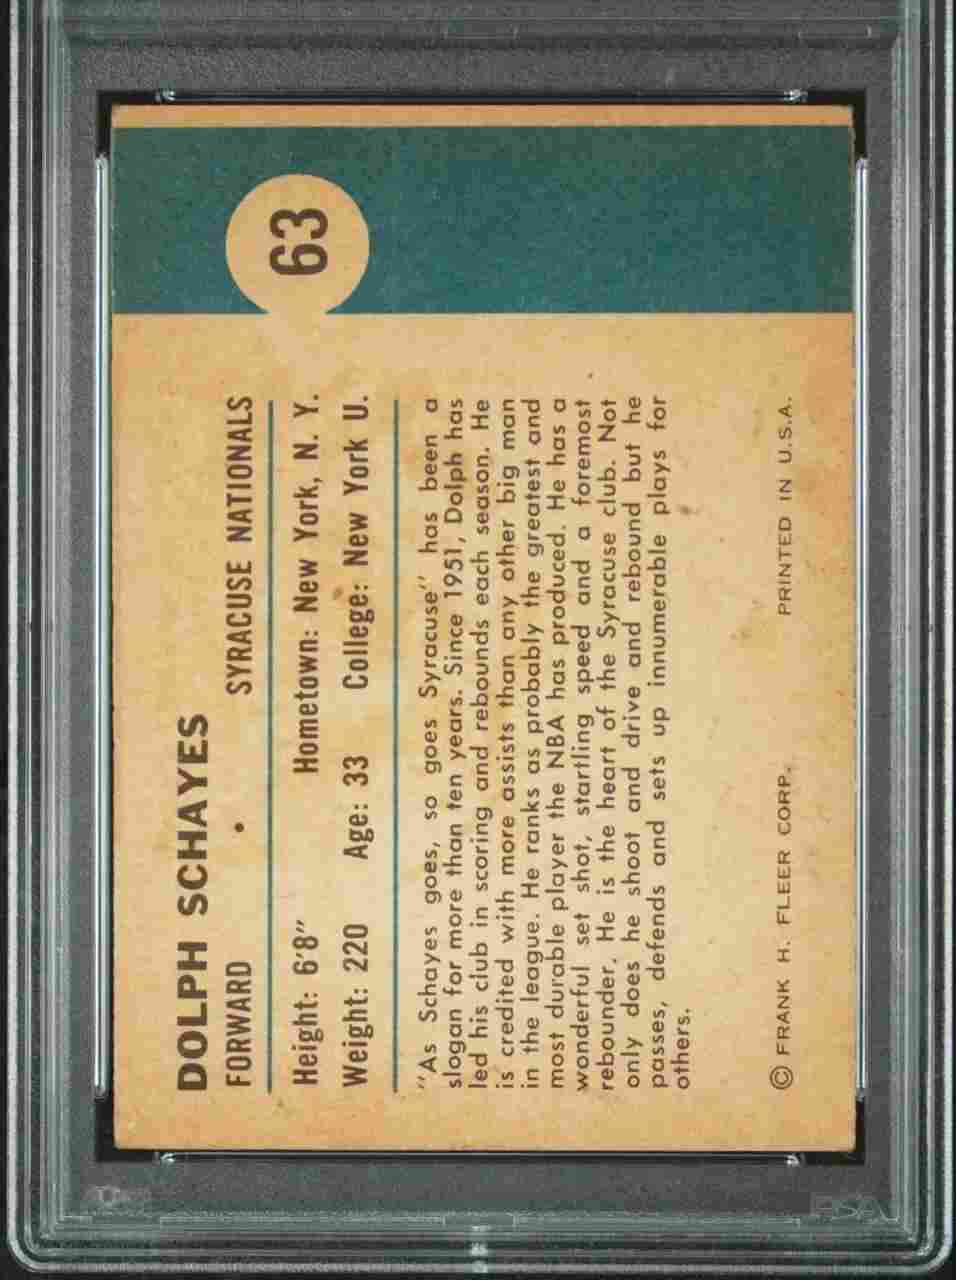 63
DOLPH SCHAYES
FORWARD • SYRACUSE NATIONALS
Height: 6'8" Hometown: New York, N. Y.
Weight: 220 Age: 33 College: New York U.
"As Schayes goes, so goes Syracuse" has been a
slogan for more than ten years. Since 1951, Dolph has
led his club in scoring and rebounds each season. He
is credited with more assists than any other big man
in the league. He ranks as probably the greatest and
most durable player the NBA has produced. He has a
wonderful set shot, startling speed and a foremost
rebounder. He is the heart of the Syracuse club. Not
only does he shoot and drive and rebound but he
passes, defends and sets up innumerable plays for
others.
© FRANK H. FLEER CORP. PRINTED IN U.S.A.
PSA